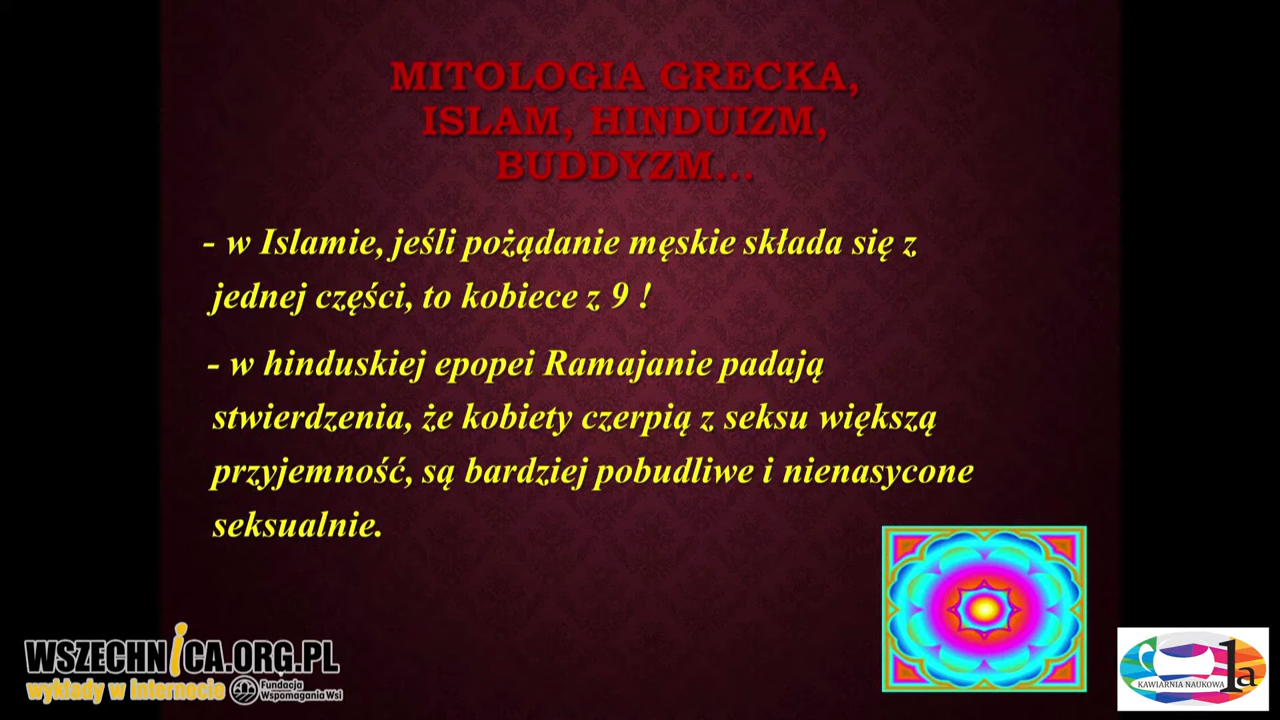 MITOLOGIA GRECKA,
ISLAM, HINDUIZM,
BUDDYZM...
- w Islamie, jeśli pożądanie męskie składa się z
jednej części, to kobiece z 9 !
- w hinduskiej epopei Ramajanie padają
stwierdzenia, że kobiety czerpią z seksu większą
przyjemność, są bardziej pobudliwe i nienasycone
seksualnie.
WSZECHNiCA.ORG.PL
wykłady w internecie Fundacja
Wspomagania Wsi
KAWIARNIA NAUKOWA 1a